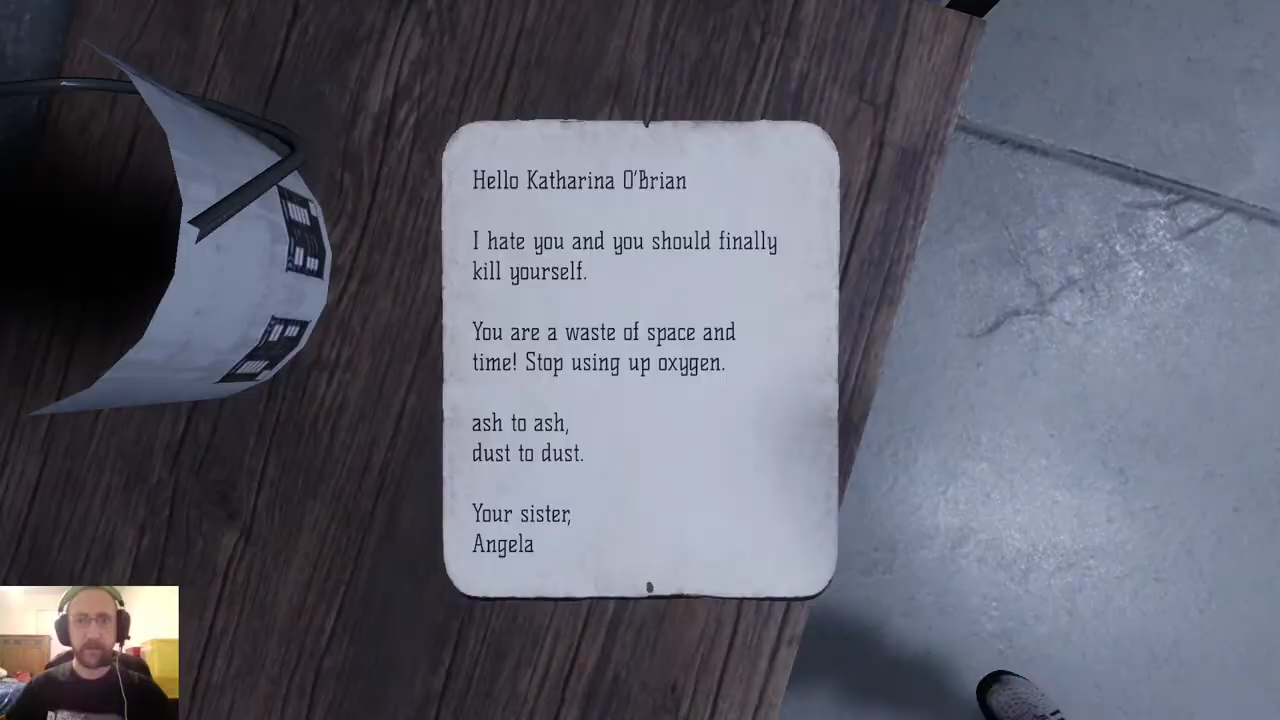 Hello Katharina O'Brian
I hate you and you should finally
kill yourself.
You are a waste of space and
time! Stop using up oxygen.
ash to ash,
dust to dust.
Your sister,
Angela